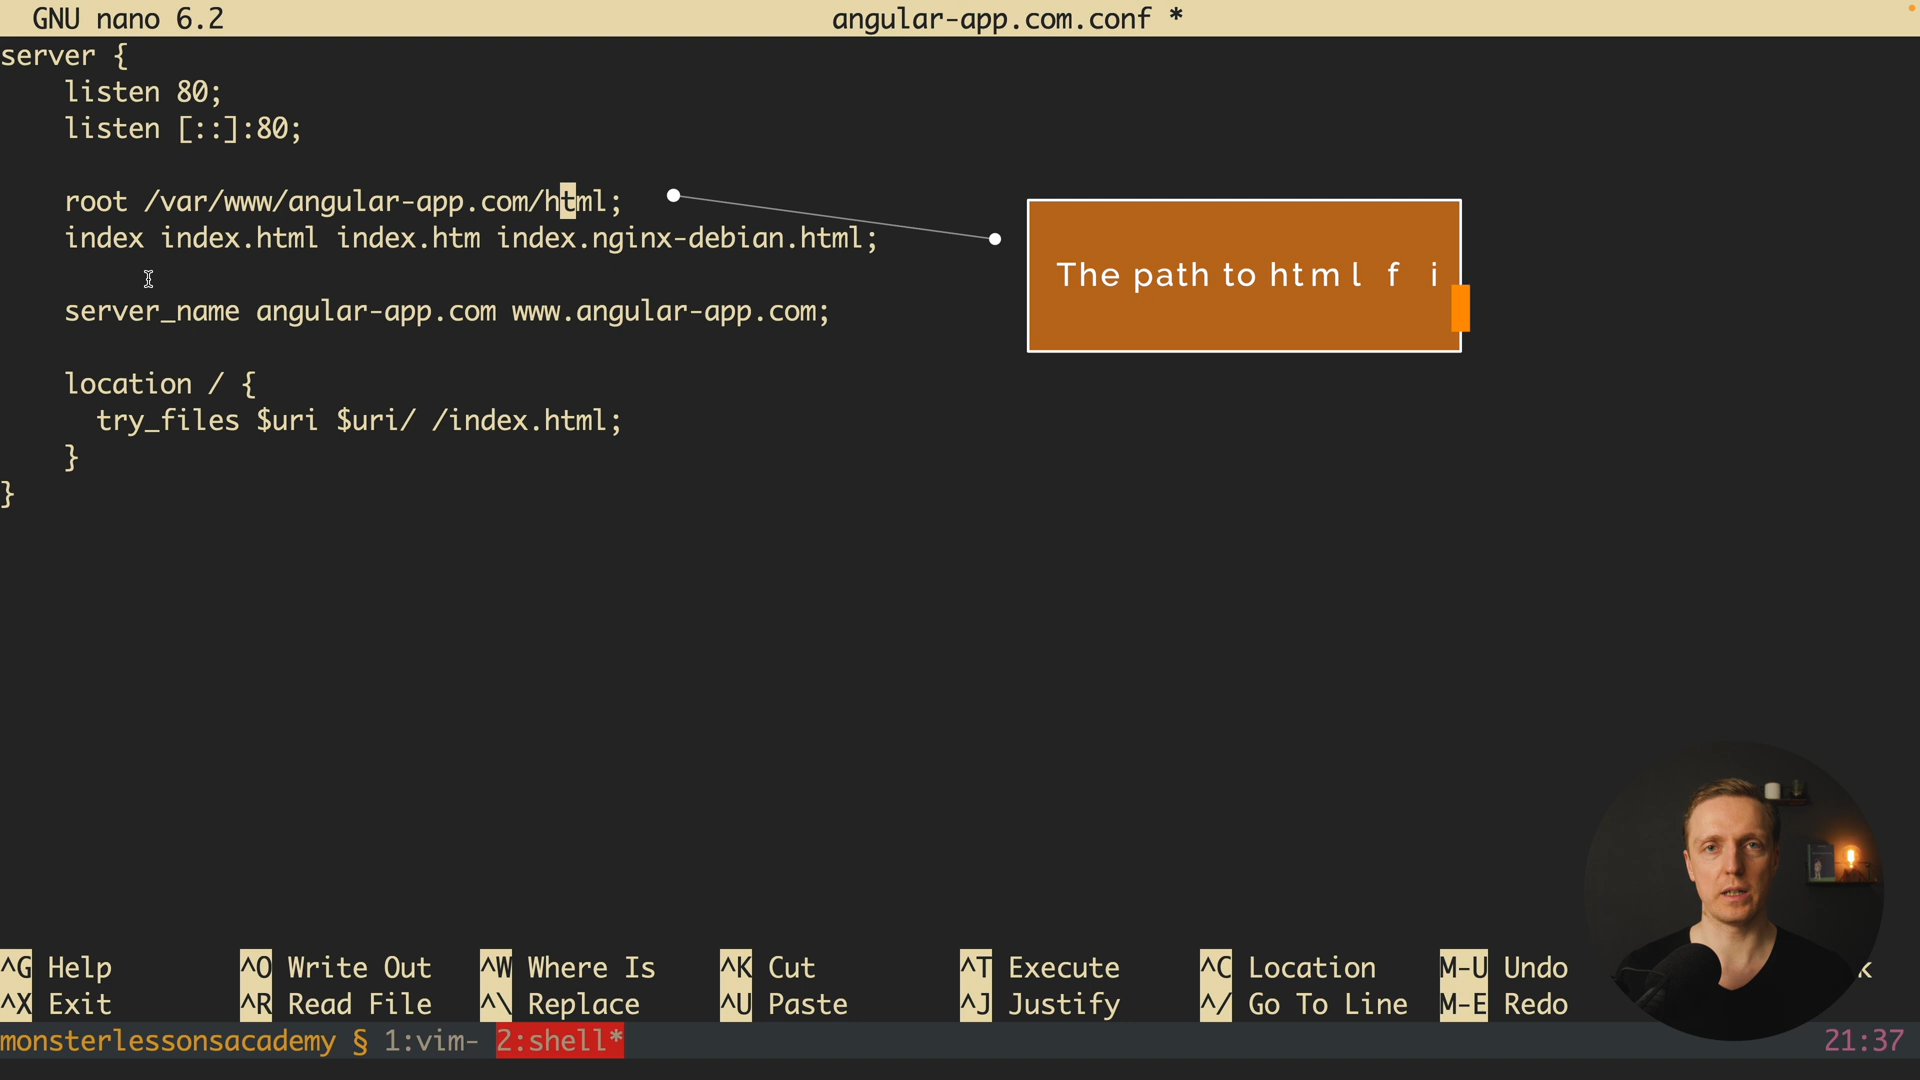 GNU nano 6.2 angular-app.com.conf *
server {
listen 80;
listen [::]:80;
root /var/www/angular-app.com/html;
index index.html index.htm index.nginx-debian.html;
server_name angular-app.com www.angular-app.com;
location / {
try_files $uri $uri/ /index.html;
}
}
The path to html f i
^G Help ^O Write Out ^W Where Is ^K Cut ^T Execute ^C Location M-U Undo
^X Exit ^R Read File ^\ Replace ^U Paste ^J Justify ^/ Go To Line M-E Redo
monsterlessonsacademy § 1:vim- 2:shell* 21:37